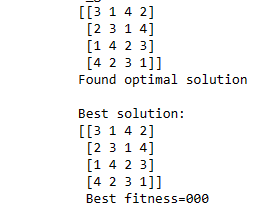 [[3 1 4 2]
[2 3 1 4]
[1 4 2 3]
[4 2 3 1]]
Found optimal solution
Best solution:
[[3 1 4 2]
[2 3 1 4]
[1 4 2 3]
[4 2 3 1]]
Best fitness=000